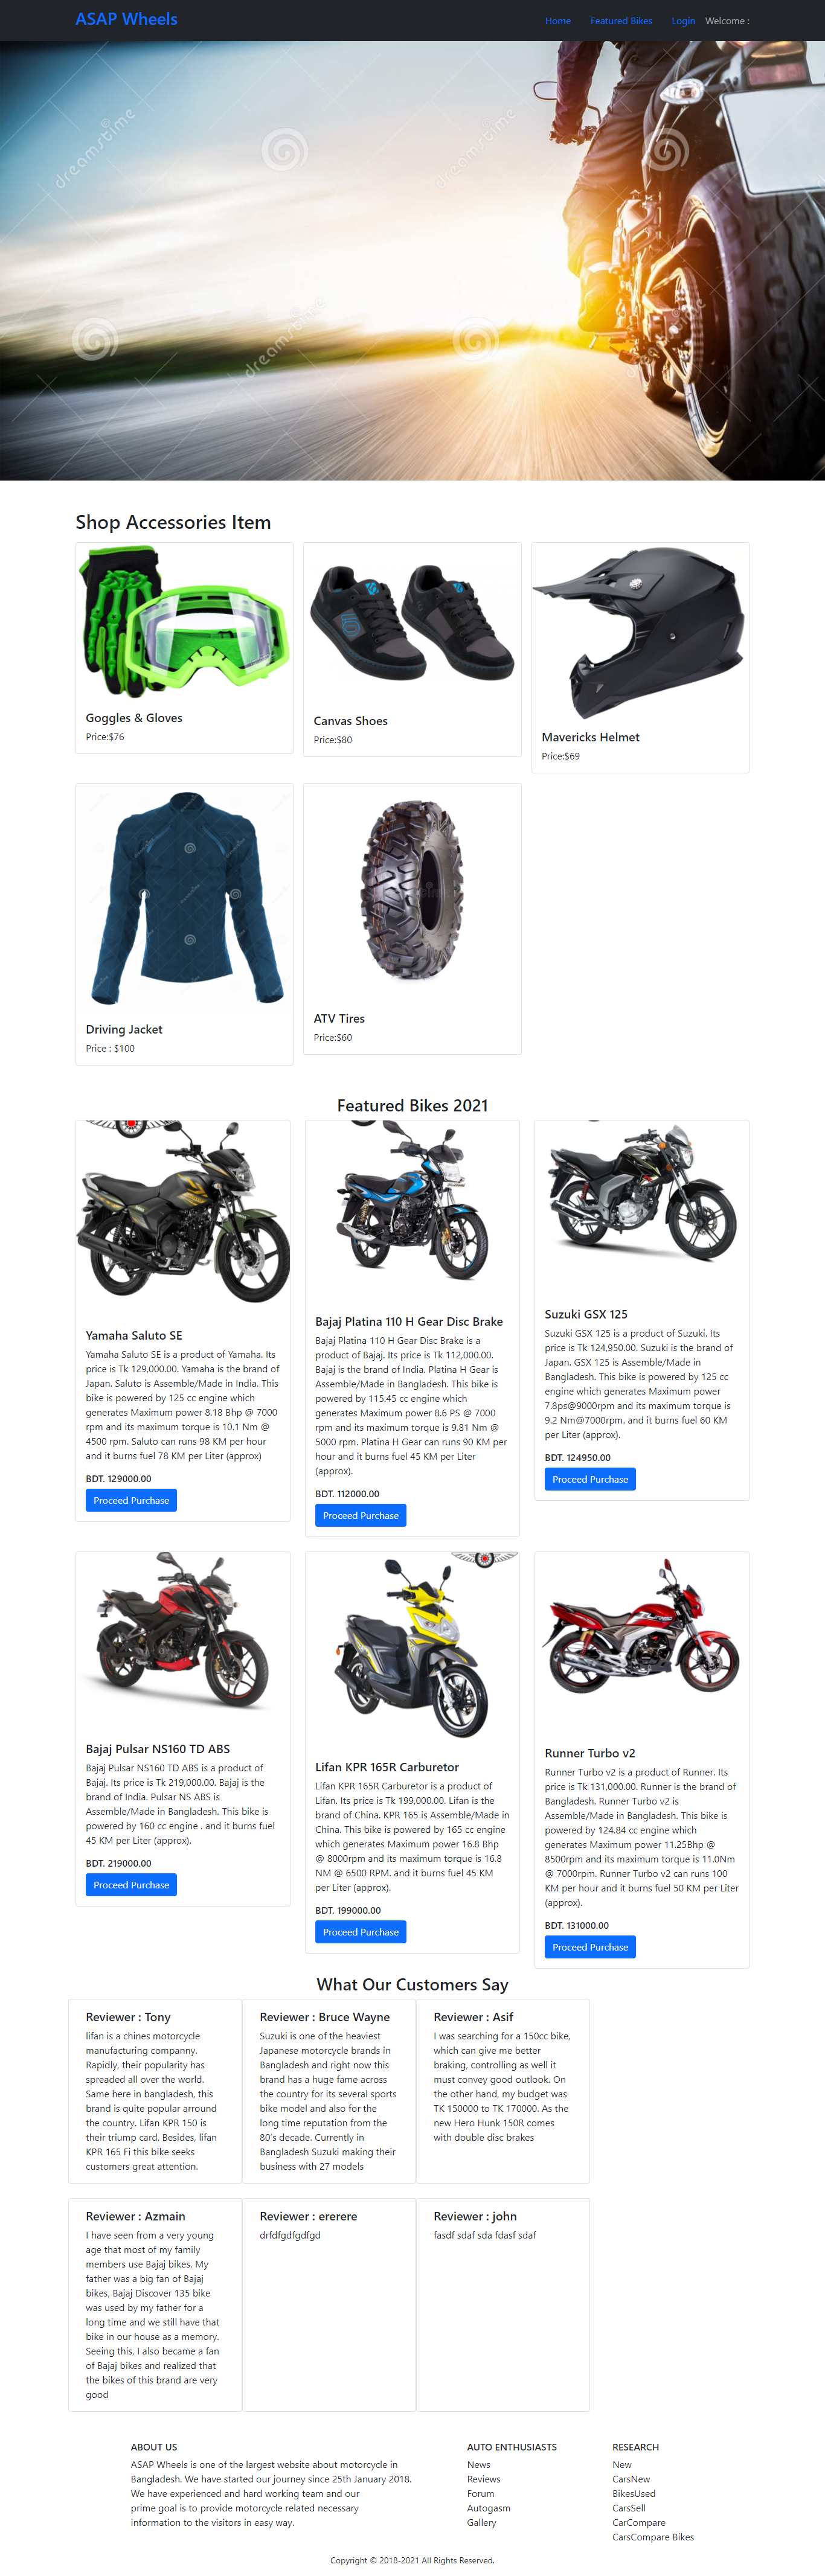 ASAP Wheels
Home Featured Bikes Login Welcome :
dreamstime
dreamstime
dreamstime
dreamstime
Shop Accessories Item
Goggles & Gloves
Price:$76
Canvas Shoes
Price:$80
Mavericks Helmet
Price:$69
Driving Jacket
Price : $100
ATV Tires
Price:$60
Featured Bikes 2021
Yamaha Saluto SE
Yamaha Saluto SE is a product of Yamaha. Its
price is Tk 129,000.00. Yamaha is the brand of
Japan. Saluto is Assemble/Made in India. This
bike is powered by 125 cc engine which
generates Maximum power 8.18 Bhp @ 7000
rpm and its maximum torque is 10.1 Nm @
4500 rpm. Saluto can runs 98 KM per hour
and it burns fuel 78 KM per Liter (approx)
BDT. 129000.00
Proceed Purchase
Bajaj Platina 110 H Gear Disc Brake
Bajaj Platina 110 H Gear Disc Brake is a
product of Bajaj. Its price is Tk 112,000.00.
Bajaj is the brand of India. Platina H Gear is
Assemble/Made in Bangladesh. This bike is
powered by 115.45 cc engine which
generates Maximum power 8.6 PS @ 7000
rpm and its maximum torque is 9.81 Nm @
5000 rpm. Platina H Gear can runs 90 KM per
hour and it burns fuel 45 KM per Liter
(approx).
BDT. 112000.00
Proceed Purchase
Suzuki GSX 125
Suzuki GSX 125 is a product of Suzuki. Its
price is Tk 124,950.00. Suzuki is the brand of
Japan. GSX 125 is Assemble/Made in
Bangladesh. This bike is powered by 125 cc
engine which generates Maximum power
7.8ps@9000rpm and its maximum torque is
9.2 Nm@7000rpm. and it burns fuel 60 KM
per Liter (approx).
BDT. 124950.00
Proceed Purchase
Bajaj Pulsar NS160 TD ABS
Bajaj Pulsar NS160 TD ABS is a product of
Bajaj. Its price is Tk 219,000.00. Bajaj is the
brand of India. Pulsar NS ABS is
Assemble/Made in Bangladesh. This bike is
powered by 160 cc engine . and it burns fuel
45 KM per Liter (approx).
BDT. 219000.00
Proceed Purchase
Lifan KPR 165R Carburetor
Lifan KPR 165R Carburetor is a product of
Lifan. Its price is Tk 199,000.00. Lifan is the
brand of China. KPR 165 is Assemble/Made in
China. This bike is powered by 165 cc engine
which generates Maximum power 16.8 Bhp
@ 8000rpm and its maximum torque is 16.8
NM @ 6500 RPM. and it burns fuel 45 KM
per Liter (approx).
BDT. 199000.00
Proceed Purchase
Runner Turbo v2
Runner Turbo v2 is a product of Runner. Its
price is Tk 131,000.00. Runner is the brand of
Bangladesh. Runner Turbo v2 is
Assemble/Made in Bangladesh. This bike is
powered by 124.84 cc engine which
generates Maximum power 11.25Bhp @
8500rpm and its maximum torque is 11.0Nm
@ 7000rpm. Runner Turbo v2 can runs 100
KM per hour and it burns fuel 50 KM per Liter
(approx).
BDT. 131000.00
Proceed Purchase
What Our Customers Say
Reviewer : Tony
lifan is a chines motorcycle
manufacturing companny.
Rapidly, their popularity has
spreaded all over the world.
Same here in bangladesh, this
brand is quite popular arround
the country. Lifan KPR 150 is
their triump card. Besides, lifan
KPR 165 Fi this bike seeks
customers great attention.
Reviewer : Bruce Wayne
Suzuki is one of the heaviest
Japanese motorcycle brands in
Bangladesh and right now this
brand has a huge fame across
the country for its several sports
bike model and also for the
long time reputation from the
80's decade. Currently in
Bangladesh Suzuki making their
business with 27 models
Reviewer : Asif
I was searching for a 150cc bike,
which can give me better
braking, controlling as well it
must convey good outlook. On
the other hand, my budget was
TK 150000 to TK 170000. As the
new Hero Hunk 150R comes
with double disc brakes
Reviewer : Azmain
I have seen from a very young
age that most of my family
members use Bajaj bikes. My
father was a big fan of Bajaj
bikes, Bajaj Discover 135 bike
was used by my father for a
long time and we still have that
bike in our house as a memory.
Seeing this, I also became a fan
of Bajaj bikes and realized that
the bikes of this brand are very
good
Reviewer : ererere
drfdfgdfgdfgd
Reviewer : john
fasdf sdaf sda fdasf sdaf
ABOUT US
ASAP Wheels is one of the largest website about motorcycle in
Bangladesh. We have started our journey since 25th January 2018.
We have experienced and hard working team and our
prime goal is to provide motorcycle related necessary
information to the visitors in easy way.
AUTO ENTHUSIASTS
News
Reviews
Forum
Autogasm
Gallery
RESEARCH
New
CarsNew
BikesUsed
CarsSell
CarCompare
CarsCompare Bikes
Copyright © 2018-2021 All Rights Reserved.